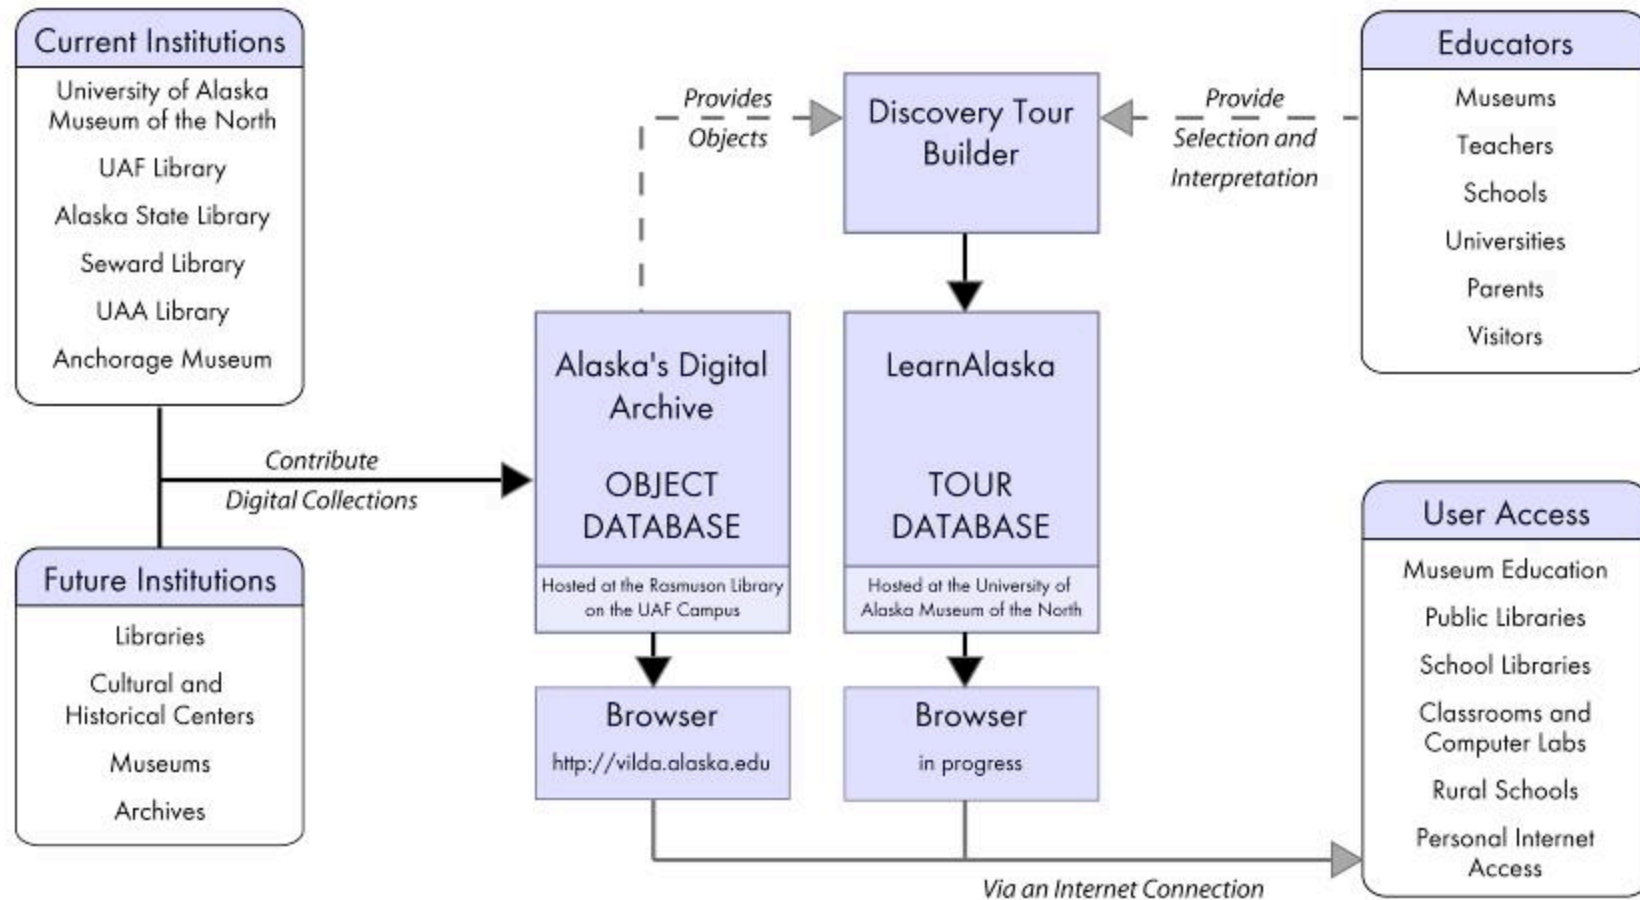 Current Institutions
University of Alaska
Museum of the North
UAF Library
Alaska State Library
Seward Library
UAA Library
Anchorage Museum
Contribute
Digital Collections
Future Institutions
Libraries
Cultural and
Historical Centers
Museums
Archives
Provides
Objects
Discovery Tour
Builder
Provide
Selection and
Interpretation
Alaska's Digital
Archive
OBJECT
DATABASE
Hosted at the Rasmuson Library
on the UAF Campus
LearnAlaska
TOUR
DATABASE
Hosted at the University of
Alaska Museum of the North
Browser
http://vilda.alaska.edu
Browser
in progress
Via an Internet Connection
Educators
Museums
Teachers
Schools
Universities
Parents
Visitors
User Access
Museum Education
Public Libraries
School Libraries
Classrooms and
Computer Labs
Rural Schools
Personal Internet
Access